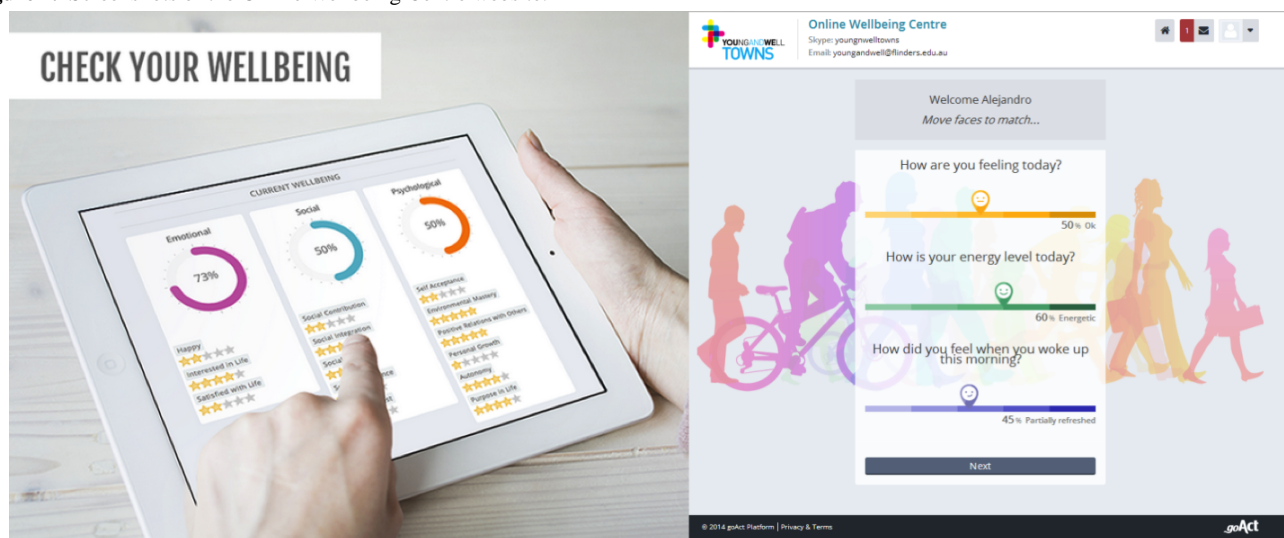 CHECK YOUR WELLBEING
CURRENT WELLBEING
Emotional
73%
Happy
Interested in Life
Satisfied with Life
Social
50%
Social Contribution
Social Integration
Social
Psychological
50%
Self Acceptance
Environmental Mastery
Positive Relations with Others
Personal Growth
Autonomy
Purpose in Life
YOUNGANDWELL
TOWNS
Online Wellbeing Centre
Skype: youngnwelltowns
Email: youngandwell@flinders.edu.au
1
Welcome Alejandro
Move faces to match...
How are you feeling today?
50% Ok
How is your energy level today?
60% Energetic
How did you feel when you woke up
this morning?
45% Partially refreshed
Next
© 2014 goAct Platform | Privacy & Terms
goAct